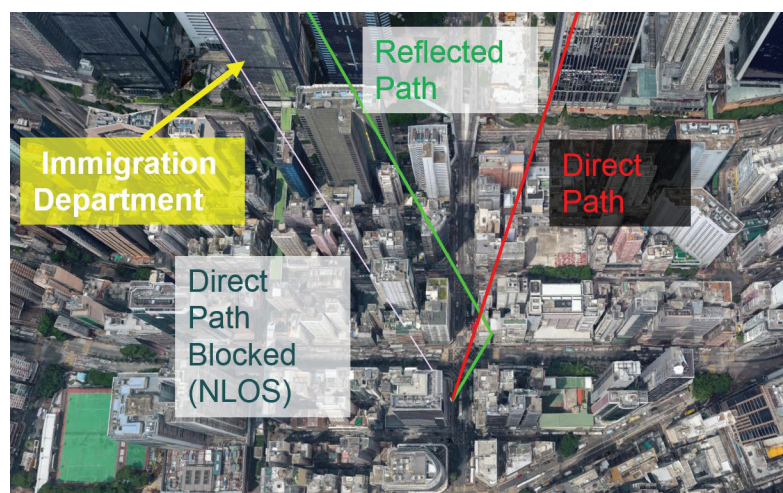 Reflected
Path
Immigration
Department
Direct
Path
Direct
Path
Blocked
(NLOS)